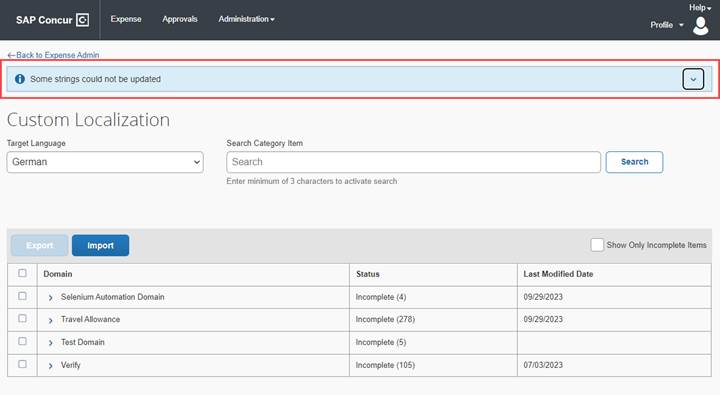 Help
SAP Concur C Expense Approvals Administration
Profile
←Back to Expense Admin
Some strings could not be updated
Custom Localization
Target Language Search Category Item
German Search Search
Enter minimum of 3 characters to activate search
Export Import Show Only Incomplete Items
Domain Status Last Modified Date
Selenium Automation Domain Incomplete (4) 09/29/2023
Travel Allowance Incomplete (278) 09/29/2023
Test Domain Incomplete (5)
Verify Incomplete (105) 07/03/2023